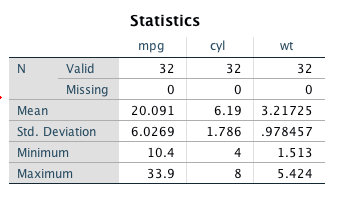 Statistics
mpg cyl wt
N Valid 32 32 32
Missing 0 0 0
Mean 20.091 6.19 3.21725
Std. Deviation 6.0269 1.786 .978457
Minimum 10.4 4 1.513
Maximum 33.9 8 5.424